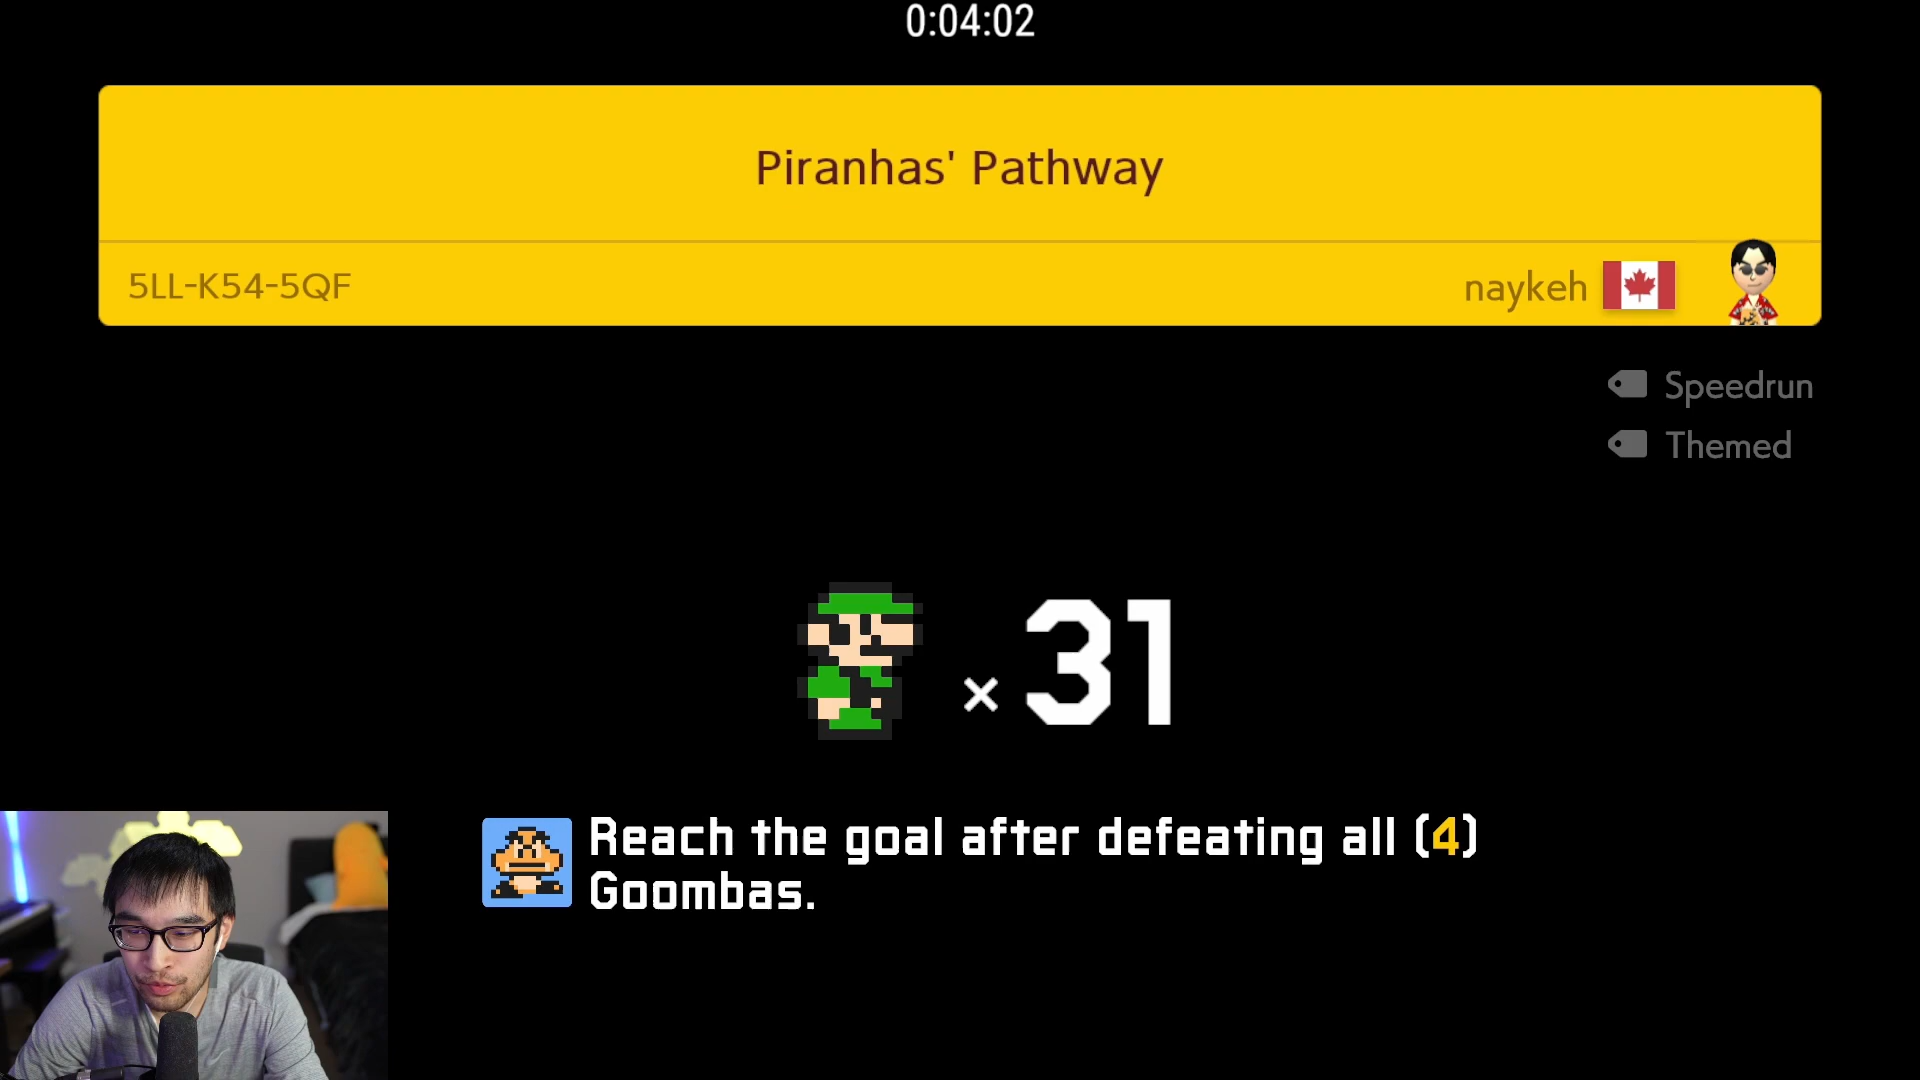 0:04:02
Piranhas' Pathway
5LL-K54-5QF
naykeh
Speedrun
Themed
× 31
Reach the goal after defeating all (4)
Goombas.